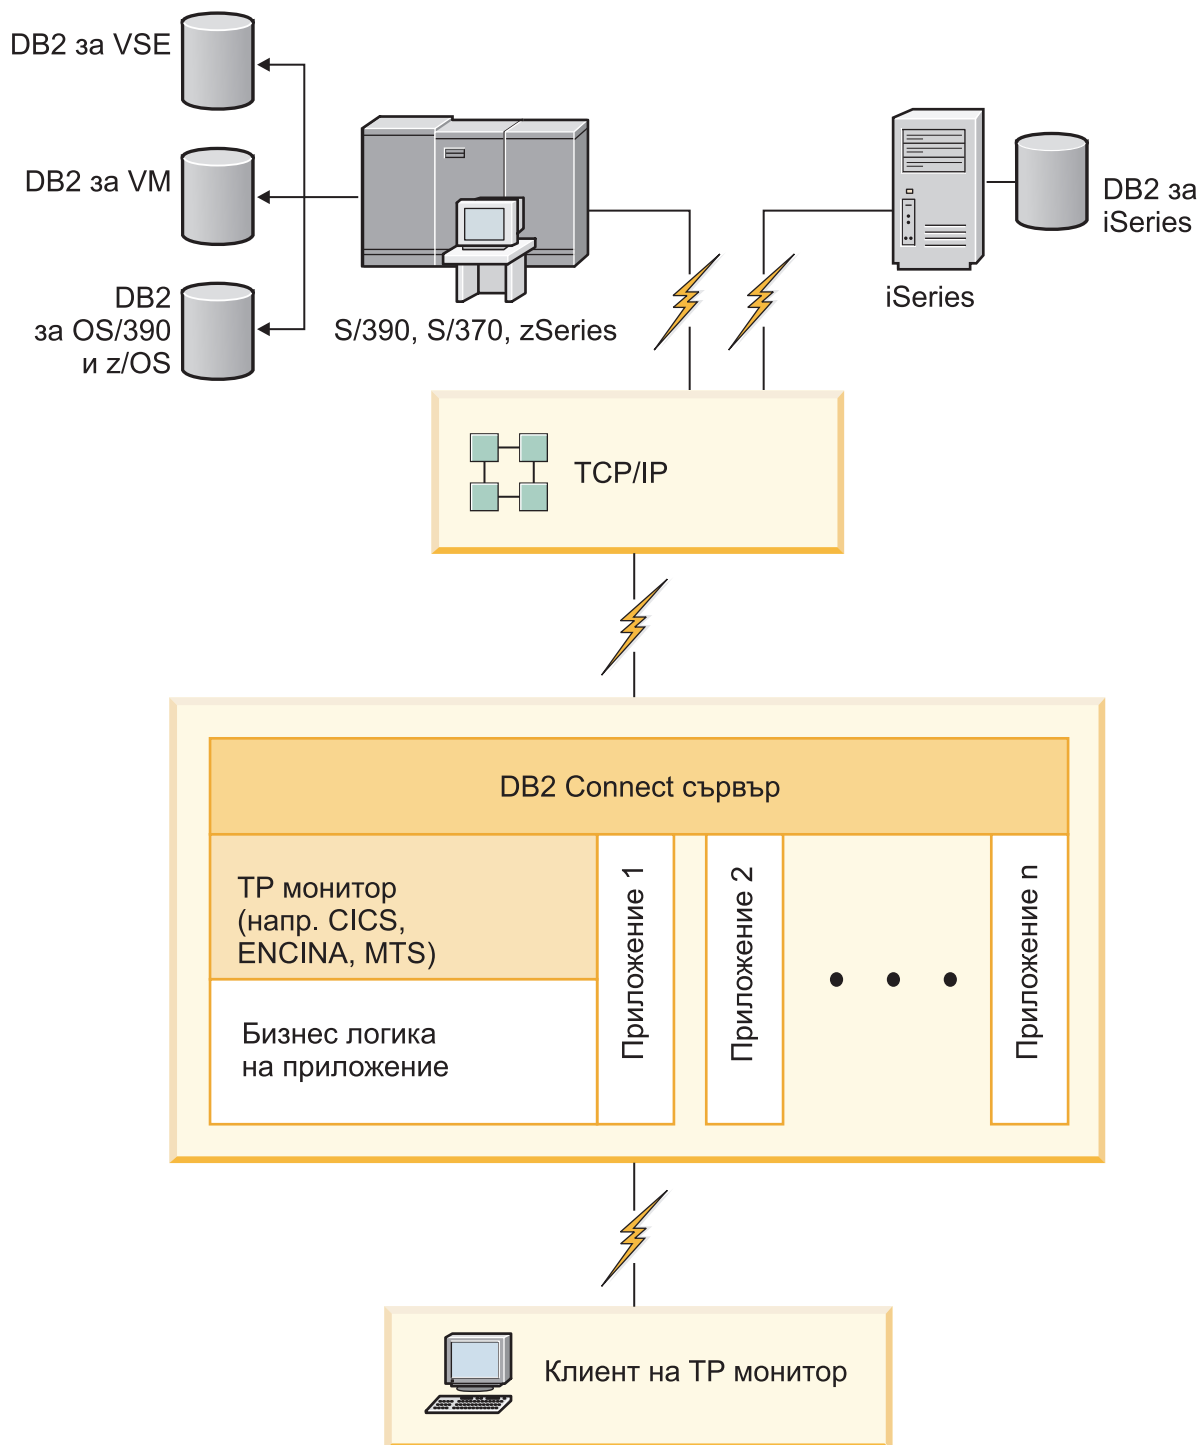 DB2 за VSE
DB2 за VM
DB2
за OS/390
и z/OS
S/390, S/370, zSeries
iSeries
DB2 за
iSeries
TCP/IP
DB2 Connect сървър
TP монитор
(напр. CICS,
ENCINA, MTS)
Бизнес логика
на приложение
Приложение 1
Приложение 2
Приложение n
Клиент на TP монитор